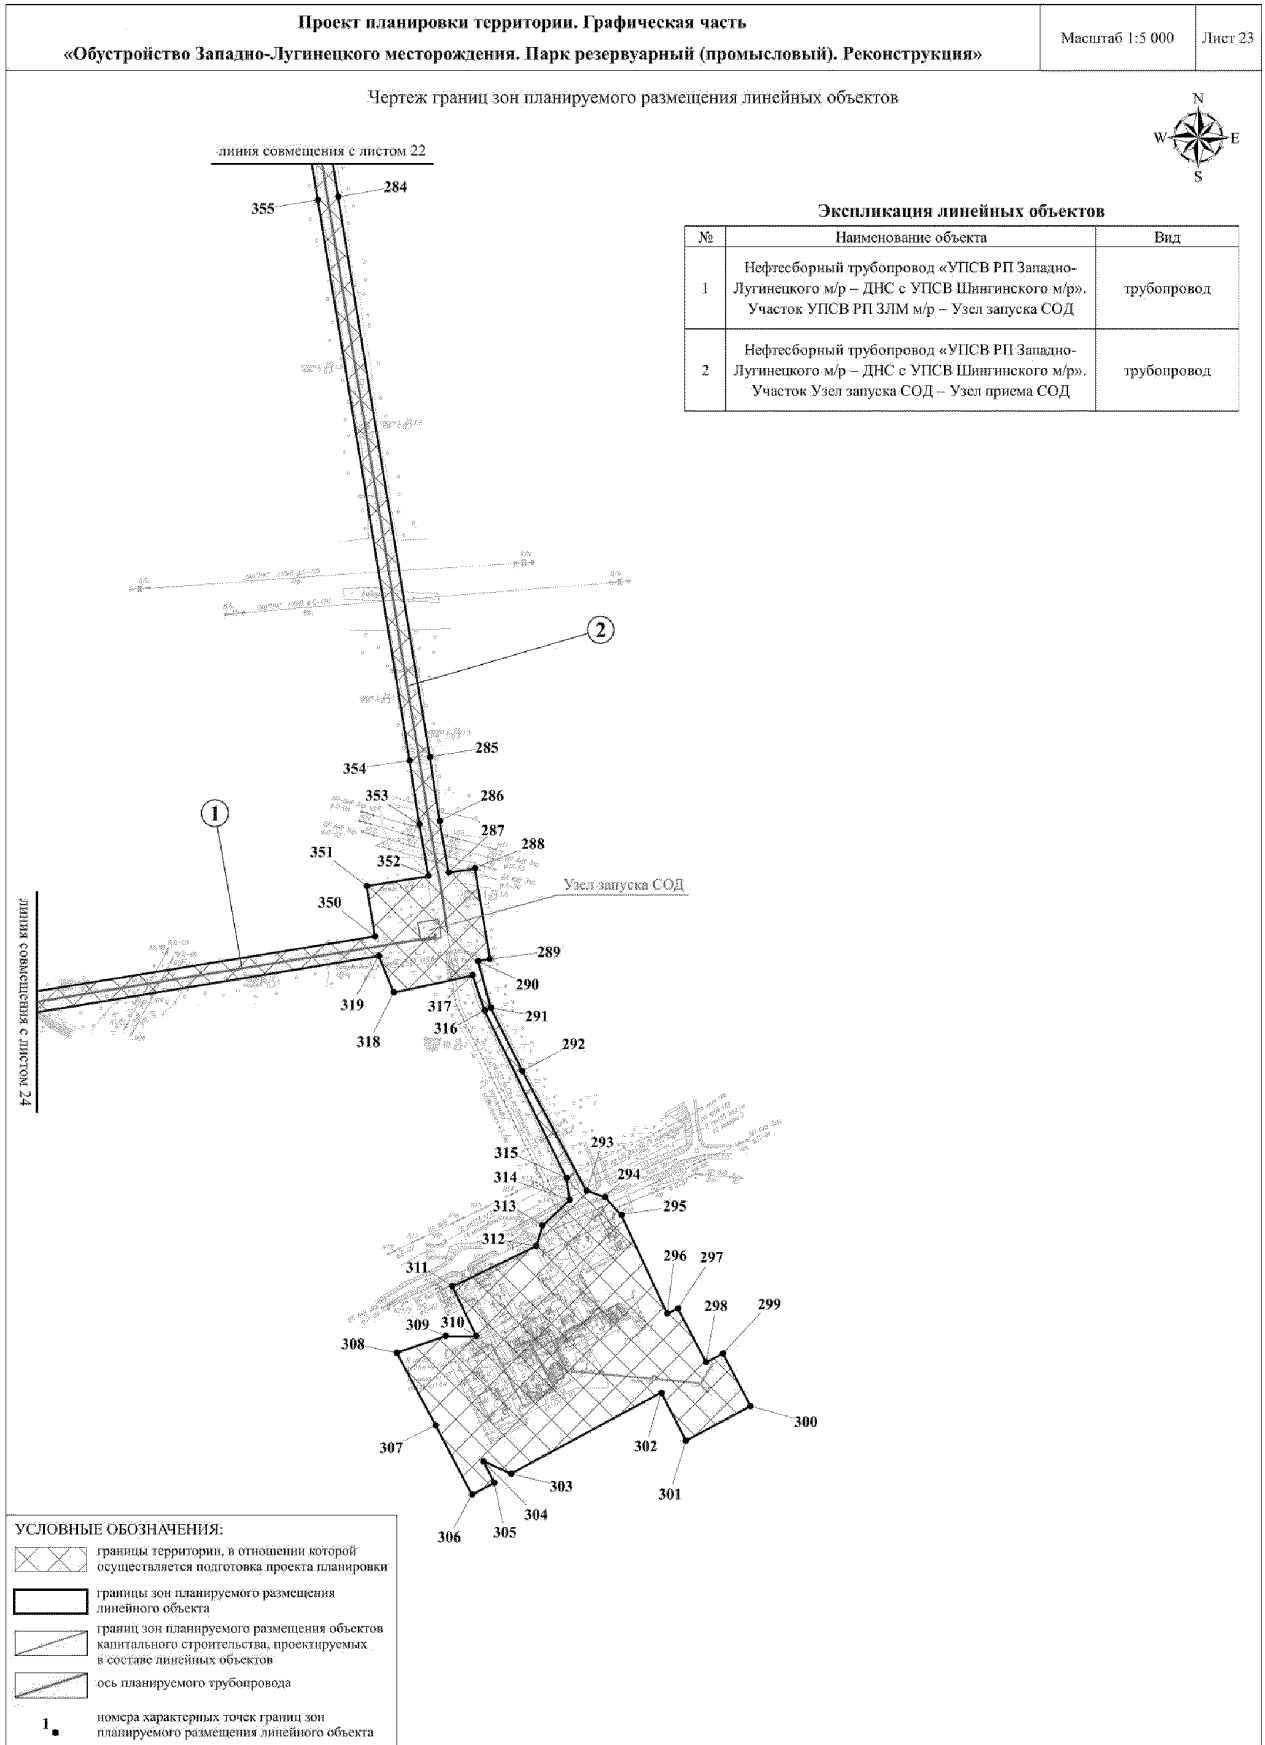 Проект планировки территории. Графическая часть
«Обустройство Западно-Лугинецкого месторождения. Парк резервуарный (промысловый). Реконструкция»
Масштаб 1:5 000
Лист 23
Чертеж границ зон планируемого размещения линейных объектов
N
W
E
S
линия совмещения с листом 22
355
284
Экспликация линейных объектов
№
Наименование объекта
Вид
1
Нефтесборный трубопровод «УПСВ РП Западно-
Лугинецкого м/р – ДНС с УПСВ Шингинского м/р».
Участок УПСВ РП ЗЛМ м/р – Узел запуска СОД
трубопровод
2
Нефтесборный трубопровод «УПСВ РП Западно-
Лугинецкого м/р – ДНС с УПСВ Шингинского м/р».
Участок Узел запуска СОД – Узел приема СОД
трубопровод
2
285
354
353
286
1
287
288
352
351
Узел запуска СОД
350
289
290
317
319
291
316
318
292
линия совмещения с листом 24
293
315
294
314
313
295
312
296
297
311
298
299
309
310
308
300
302
307
301
303
304
305
306
УСЛОВНЫЕ ОБОЗНАЧЕНИЯ:
границы территории, в отношении которой
осуществляется подготовка проекта планировки
границы зон планируемого размещения
линейного объекта
границ зон планируемого размещения объектов
капитального строительства, проектируемых
в составе линейных объектов
ось планируемого трубопровода
1
номера характерных точек границ зон
планируемого размещения линейного объекта